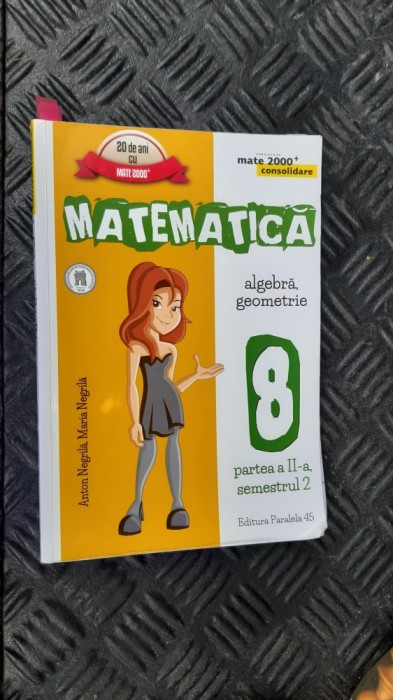 20 de ani
cu
MATE 2000+
mate 2000+
consolidare
MATEMATICĂ
algebră,
geometrie
8
partea a II-a,
semestrul 2
Anton Negrilă, Maria Negrilă
Editura Paralela 45